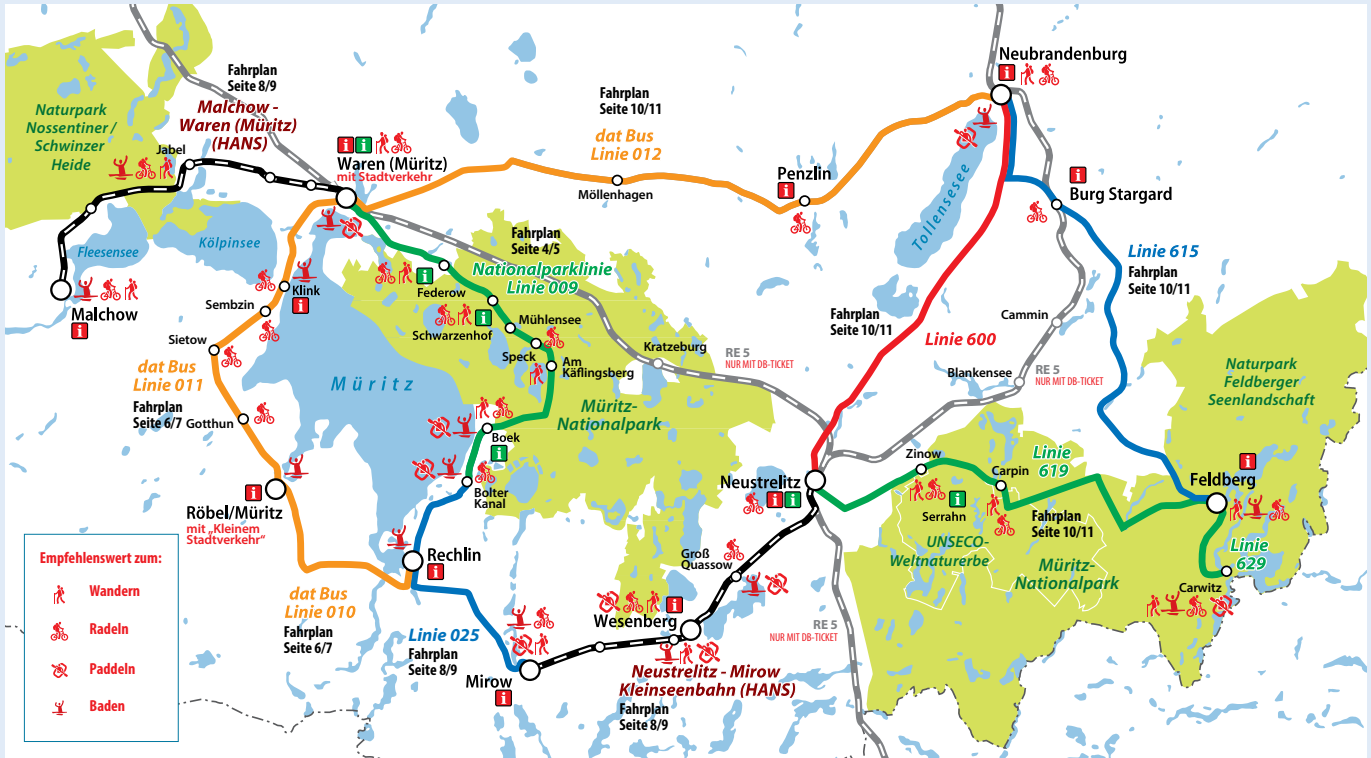 Neubrandenburg
i
Fahrplan
Seite 8/9
Malchow -
Waren (Müritz)
(HANS)
Naturpark
Nossentiner /
Schwinzer
Heide
Jabel
Fahrplan
Seite 10/11
dat Bus
Linie 012
i i
Waren (Müritz)
mit Stadtverkehr
Möllenhagen
Penzlin
i
Tollensesee
i
Burg Stargard
Fleesensee
Kölpinsee
Malchow
i
Fahrplan
Seite 4/5
Nationalparklinie
Linie 009
i
Federow
i
Schwarzenhof
Mühlensee
Speck
Am
Käflingsberg
Kratzeburg
RE 5
NUR MIT DB-TICKET
Klink
i
Sembzin
Sietow
dat Bus
Linie 011
Fahrplan
Seite 6/7
Gotthun
Müritz
Müritz-
Nationalpark
Boek
i
Bolter
Kanal
Linie 615
Fahrplan
Seite 10/11
Fahrplan
Seite 10/11
Linie 600
Cammin
Blankensee
RE 5
NUR MIT DB-TICKET
Naturpark
Feldberger
Seenlandschaft
i
Röbel/Müritz
mit „Kleinem
Stadtverkehr“
Rechlin
i
dat Bus
Linie 010
Fahrplan
Seite 6/7
Linie 025
Fahrplan
Seite 8/9
Mirow
i
Neustrelitz
i i
Groß
Quassow
Wesenberg
i
Neustrelitz - Mirow
Kleinseenbahn (HANS)
Fahrplan
Seite 8/9
RE 5
NUR MIT DB-TICKET
Zinow
i
Serrahn
Carpin
Linie
619
Fahrplan
Seite 10/11
UNSECO-
Weltnaturerbe
Müritz-
Nationalpark
i
Feldberg
Linie
629
Carwitz
Empfehlenswert zum:
Wandern
Radeln
Paddeln
Baden